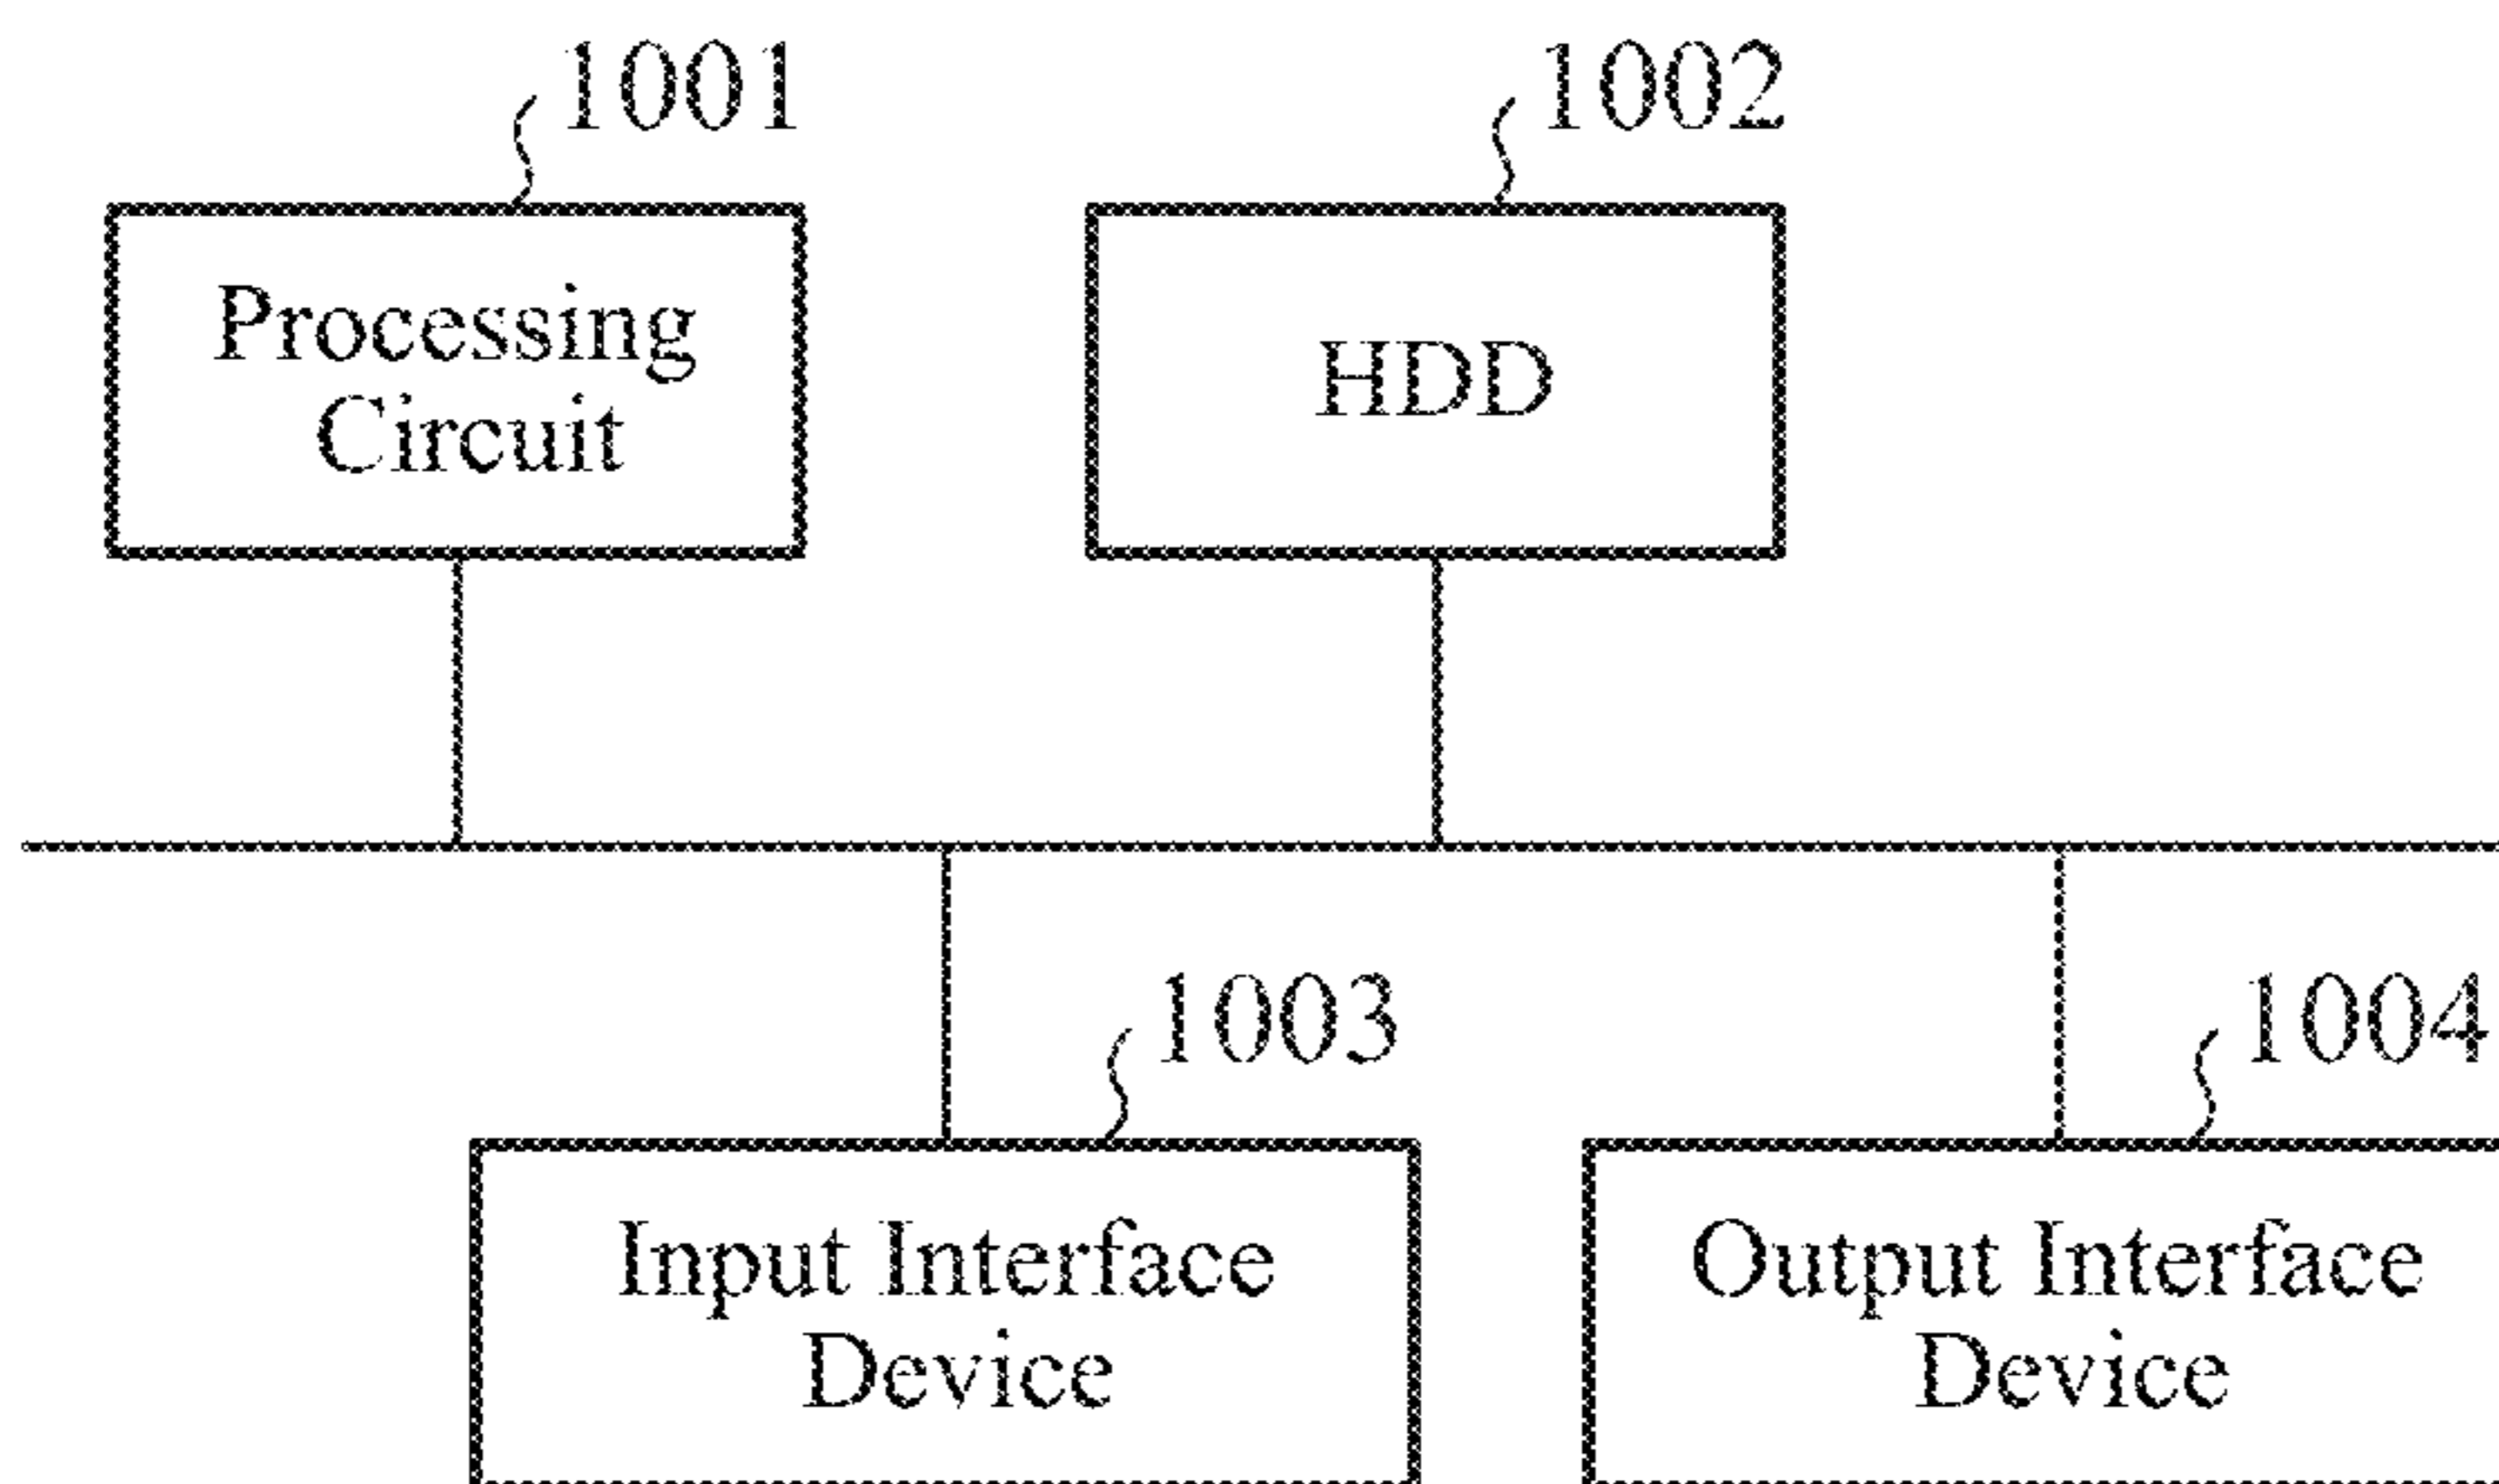 1001
1002
Processing
Circuit
HDD
1003
1004
Input Interface
Device
Output Interface
Device